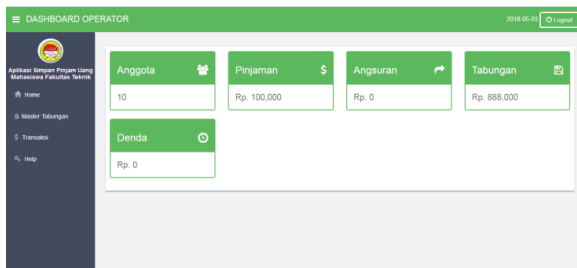 DASHBOARD OPERATOR
2018-05-03 Logout
Aplikasi Simpan Pinjam Uang
Mahasiswa Fakultas Teknik
Home
Master Tabungan
$ Transaksi
Help
Anggota
10
Pinjaman $
Rp. 100,000
Angsuran
Rp. 0
Tabungan
Rp. 888,000
Denda
Rp. 0